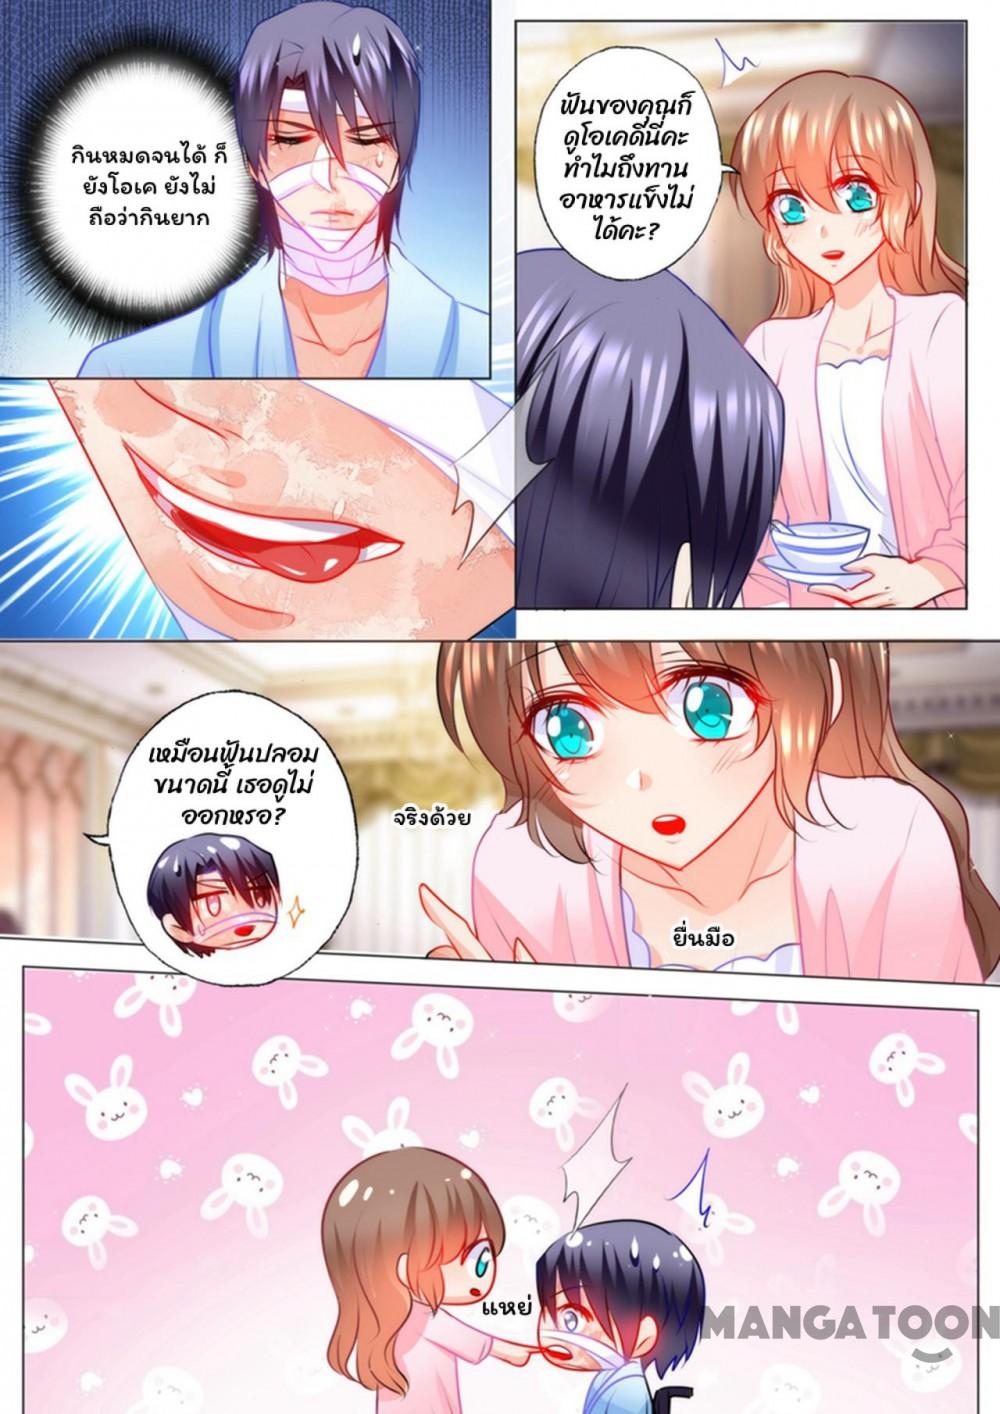 กินหมดจนได้ ก็
ยังโอเค ยังไม่
ถือว่ากินยาก
ฟันของคุณก็
ดูโอเคดีนี่คะ
ทำไมถึงทาน
อาหารแข็งไม่
ได้คะ?
เหมือนฟันปลอม
ขนาดนี้ เธอดูไม่
ออกหรอ?
จริงด้วย
ยื่นมือ
แหย่
MANGATOON